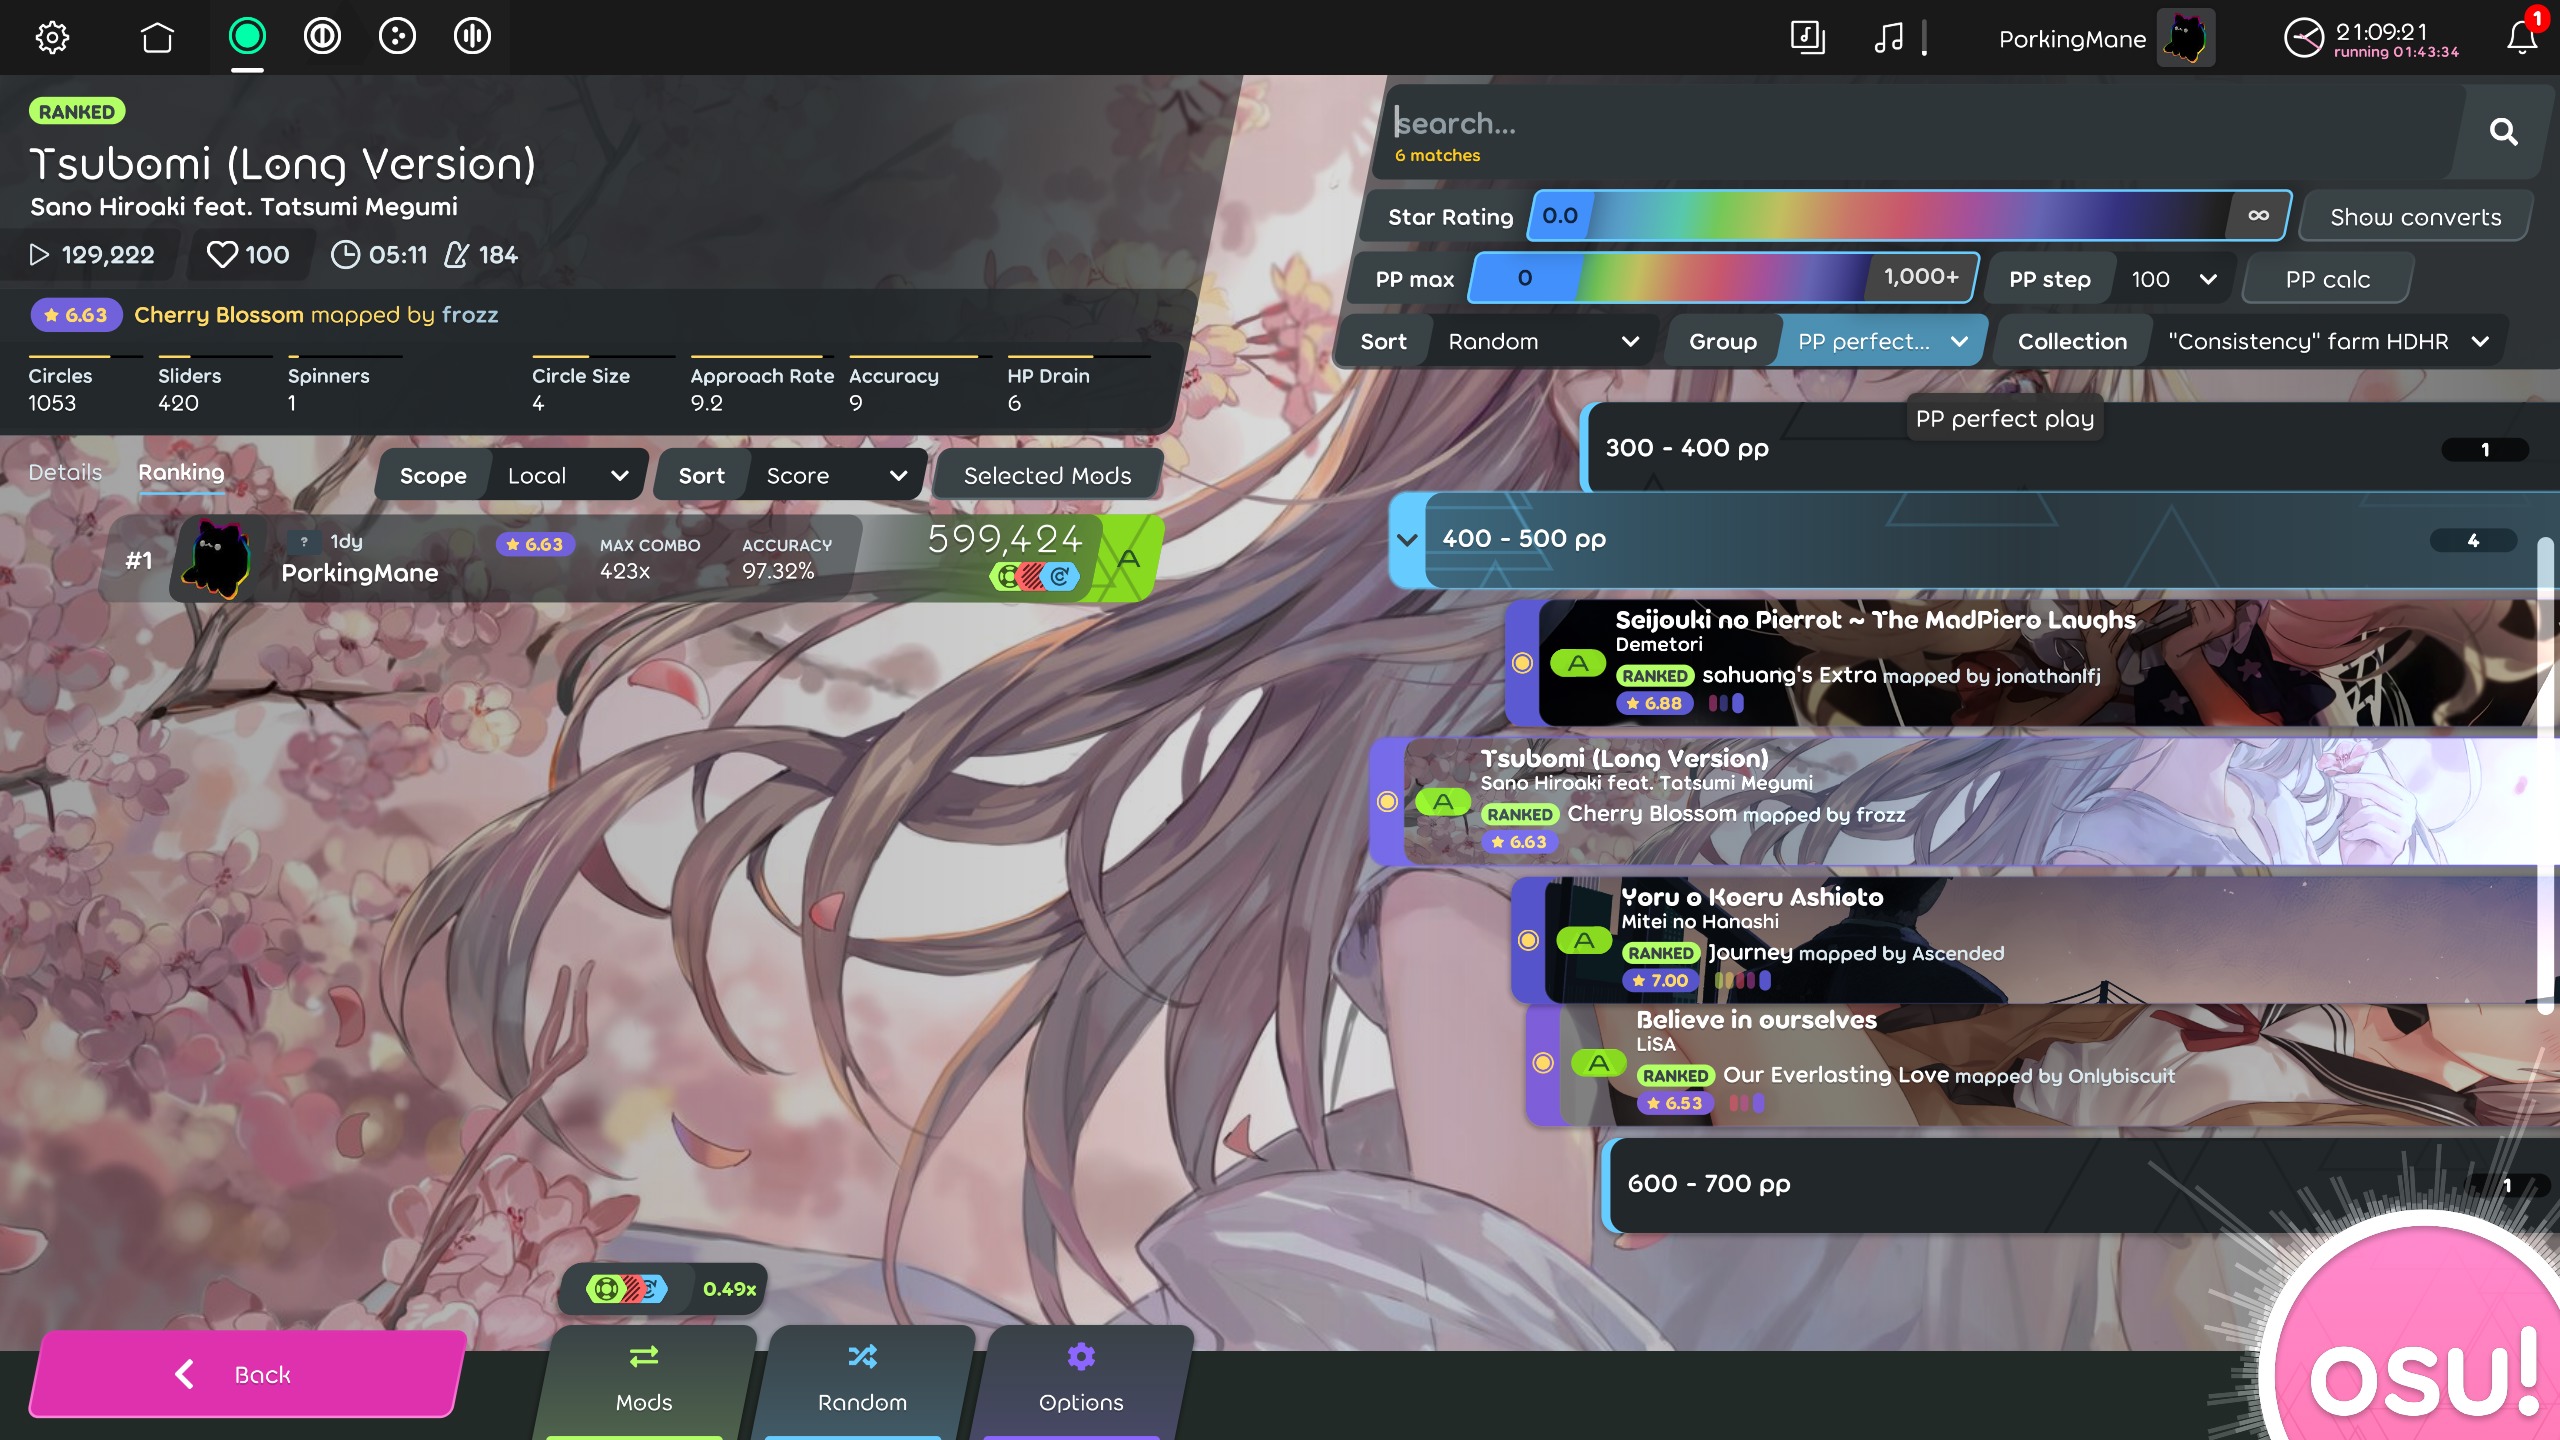 PorkingMane
21:09:21
running 01:43:34
1
RANKED
Tsubomi (Long Version)
Sano Hiroaki feat. Tatsumi Megumi
129,222 100 05:11 184
6.63 Cherry Blossom mapped by frozz
Circles Sliders Spinners Circle Size Approach Rate Accuracy HP Drain
1053 420 1 4 9.2 9 6
Details Ranking Scope Local Sort Score Selected Mods
#1
? 1dy
PorkingMane
6.63
MAX COMBO
423x
ACCURACY
97.32%
599,424
A
search...
6 matches
Star Rating 0.0 ∞ Show converts
PP max 0 1,000+ PP step 100 PP calc
Sort Random Group PP perfect... Collection "Consistency" farm HDHR
PP perfect play
300 - 400 pp 1
400 - 500 pp 4
A
Seijouki no Pierrot ~ The MadPiero Laughs
Demetori
RANKED sahuang's Extra mapped by jonathanlfj
6.88
A
Tsubomi (Long Version)
Sano Hiroaki feat. Tatsumi Megumi
RANKED Cherry Blossom mapped by frozz
6.63
A
Yoru o Koeru Ashioto
Mitei no Hanashi
RANKED Journey mapped by Ascended
7.00
A
Believe in ourselves
LiSA
RANKED Our Everlasting Love mapped by Onlybiscuit
6.53
600 - 700 pp 1
0.49x
Back Mods Random Options
osu!